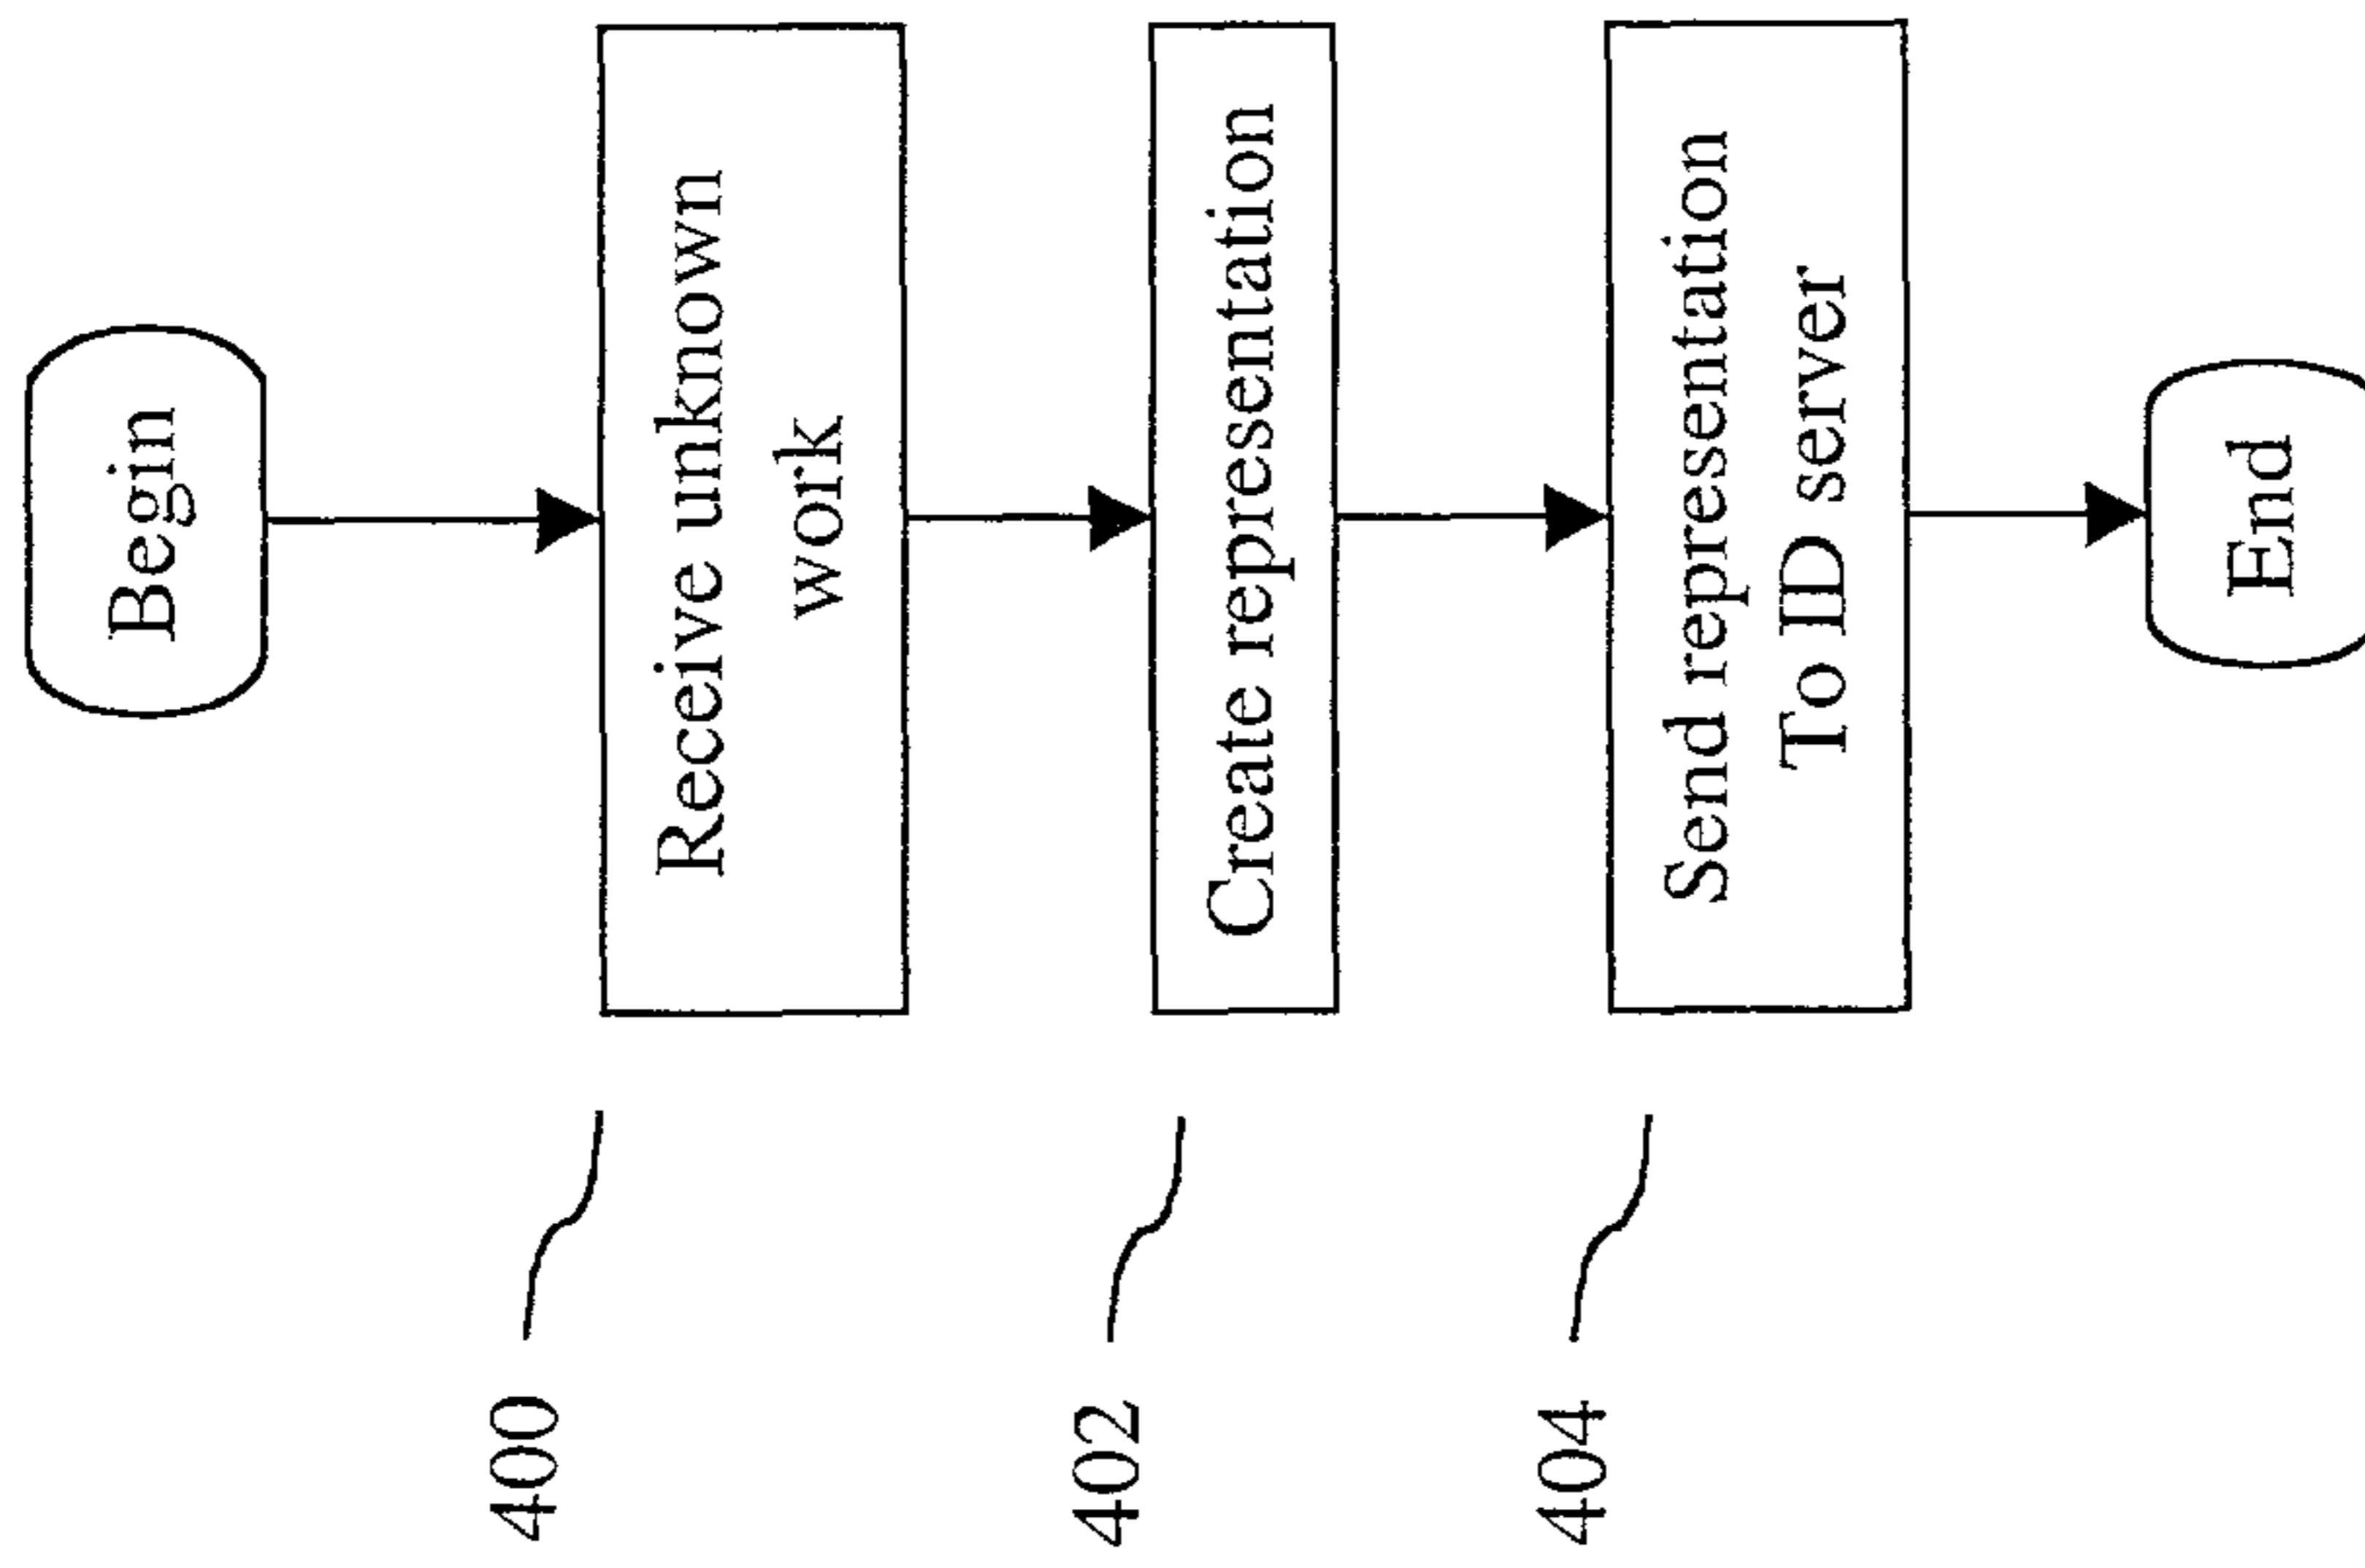 Begin
400
Receive unknown
work
402
Create representation
404
Send representation
To ID server
End